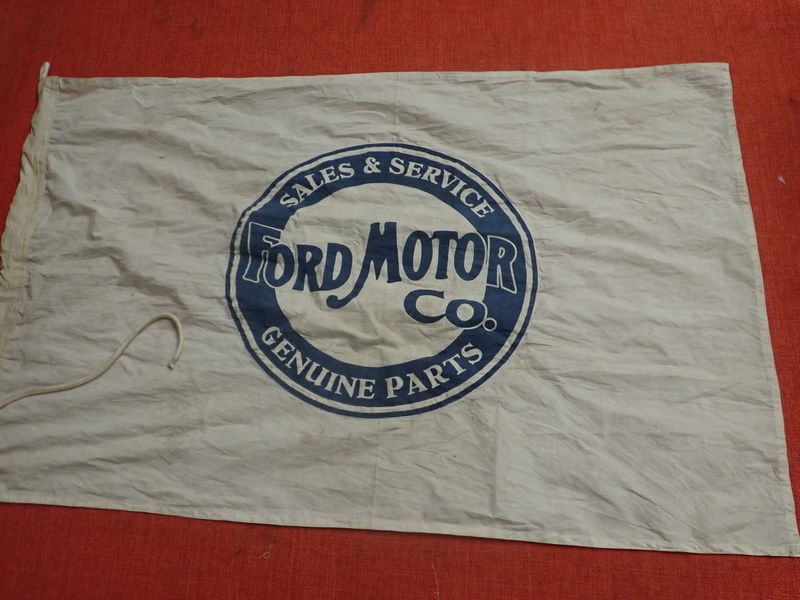 SALES & SERVICE
FORD MOTOR
CO.
GENUINE PARTS